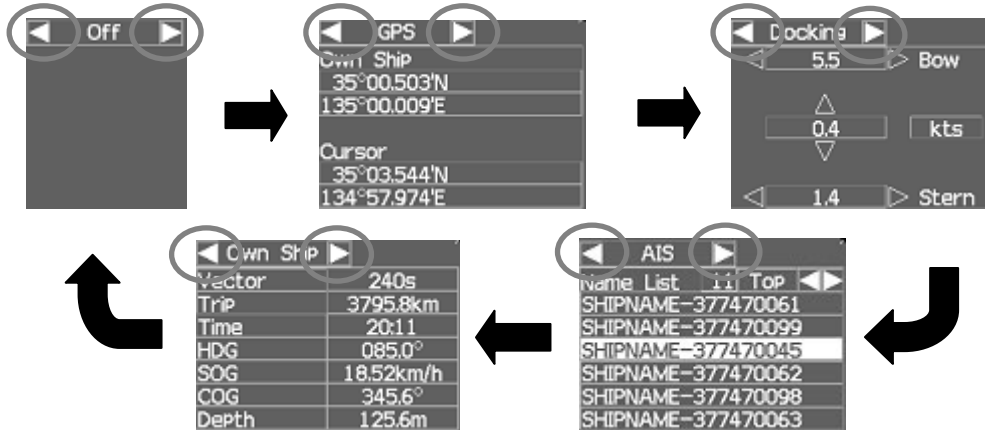 Off
GPS
Own Ship
35°00.503'N
135°00.009'E
Cursor
35°03.544'N
134°57.974'E
Docking
5.5 Bow
0.4 kts
1.4 Stern
Own Ship
Vector 240s
Trip 3795.8km
Time 20:11
HDG 085.0°
SOG 18.52km/h
COG 345.6°
Depth 125.6m
AIS
Name List 11 Top
SHIPNAME-377470061
SHIPNAME-377470099
SHIPNAME-377470045
SHIPNAME-377470062
SHIPNAME-377470098
SHIPNAME-377470063